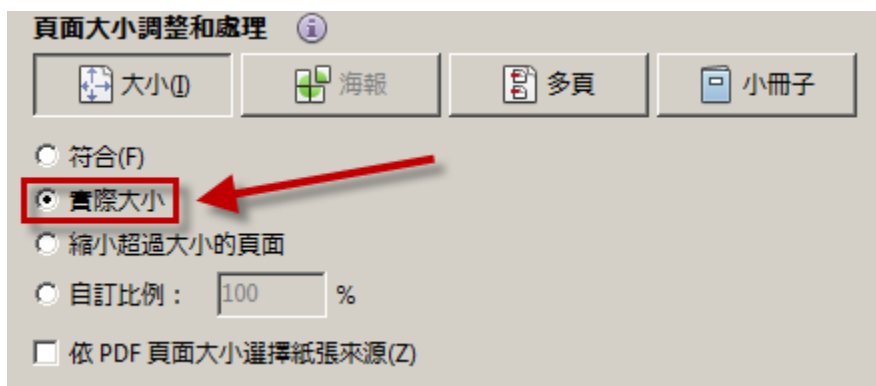 頁面大小調整和處理
大小(I) 海報 多頁 小冊子
符合(F)
實際大小
縮小超過大小的頁面
自訂比例： 100 %
依 PDF 頁面大小選擇紙張來源(Z)